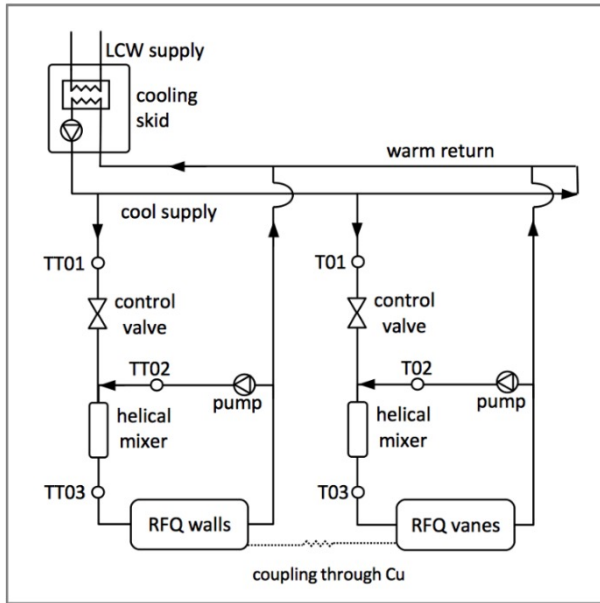 LCW supply
cooling
skid
warm return
cool supply
TT01
T01
control
valve
control
valve
TT02
T02
pump
pump
helical
mixer
helical
mixer
TT03
T03
RFQ walls
RFQ vanes
coupling through Cu